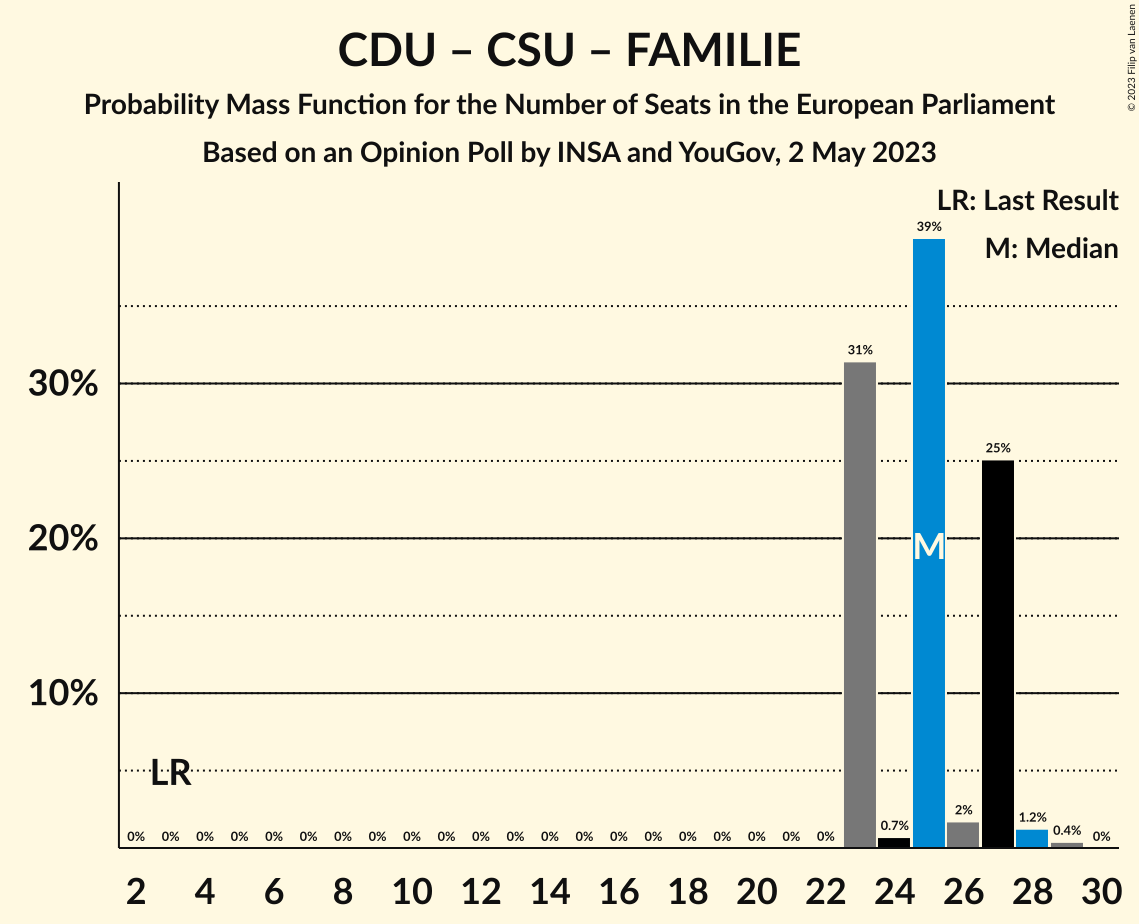 CDU – CSU – FAMILIE
Probability Mass Function for the Number of Seats in the European Parliament
Based on an Opinion Poll by INSA and YouGov, 2 May 2023
© 2023 Filip van Laenen
LR: Last Result
M: Median
39%
31%
30%
25%
20%
M
10%
LR
0% 0% 0% 0% 0% 0% 0% 0% 0% 0% 0% 0% 0% 0% 0% 0% 0% 0% 0% 0% 0% 0.7% 2% 1.2% 0.4% 0%
2 4 6 8 10 12 14 16 18 20 22 24 26 28 30